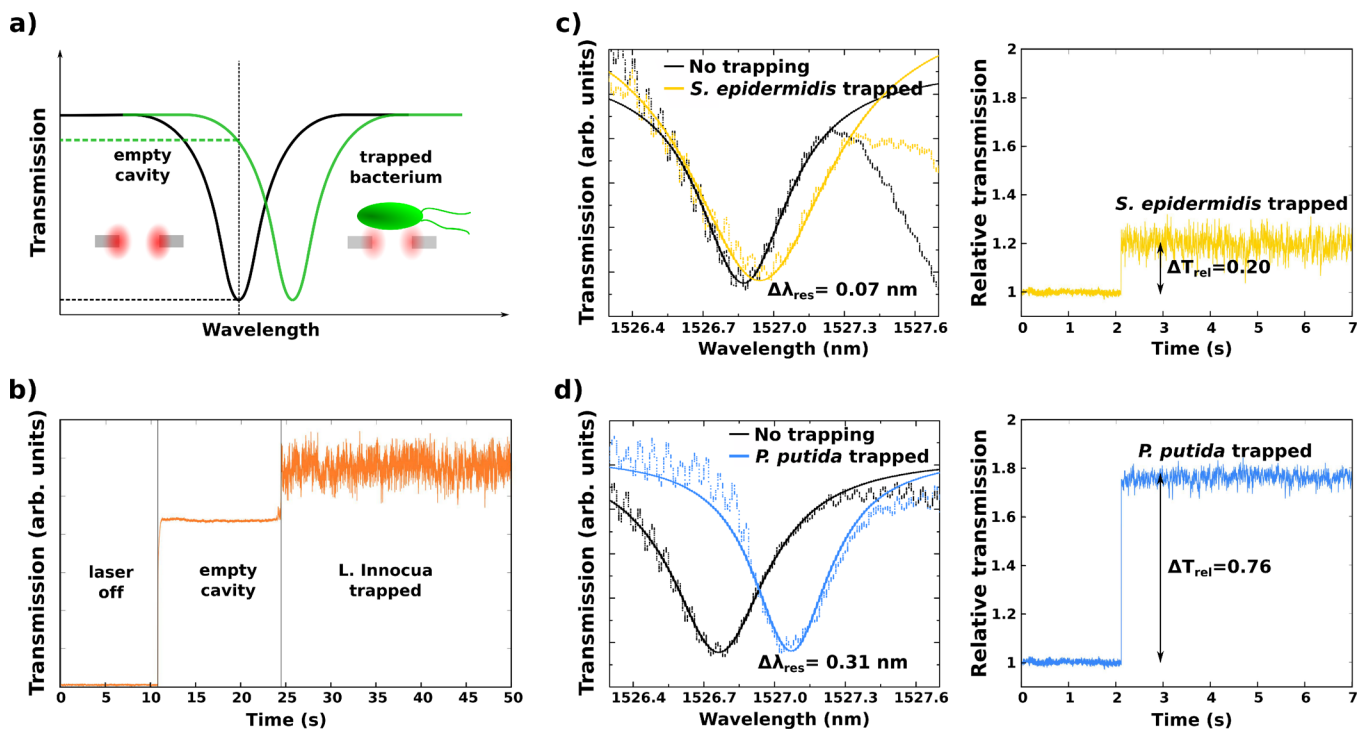 a)
Transmission
empty
cavity
trapped
bacterium
Wavelength
b)
Transmission (arb. units)
laser
off
empty
cavity
L. Innocua
trapped
0 5 10 15 20 25 30 35 40 45 50
Time (s)
c)
Transmission (arb. units)
No trapping
S. epidermidis trapped
Δλres= 0.07 nm
1526.4 1526.7 1527.0 1527.3 1527.6
Wavelength (nm)
Relative transmission
2
1.8
1.6
1.4
1.2
1
S. epidermidis trapped
ΔTrel=0.20
0 1 2 3 4 5 6 7
Time (s)
d)
Transmission (arb. units)
No trapping
P. putida trapped
Δλres= 0.31 nm
1526.4 1526.7 1527.0 1527.3 1527.6
Wavelength (nm)
Relative transmission
2
1.8
1.6
1.4
1.2
1
P. putida trapped
ΔTrel=0.76
0 1 2 3 4 5 6 7
Time (s)